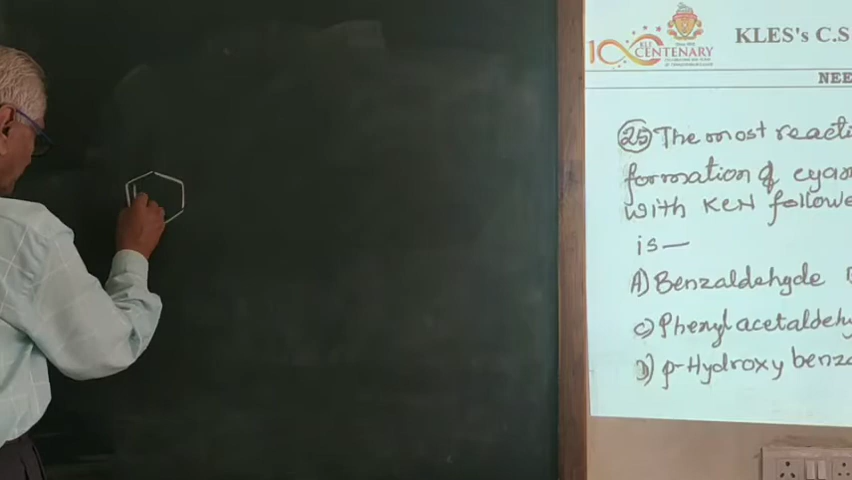 KLE
CENTENARY
KLES's C.S
NEE
25 The most reacti
formation of cyan
with KCN followe
is —
A) Benzaldehyde
C) Phenyl acetaldehy
D) p-Hydroxy benza